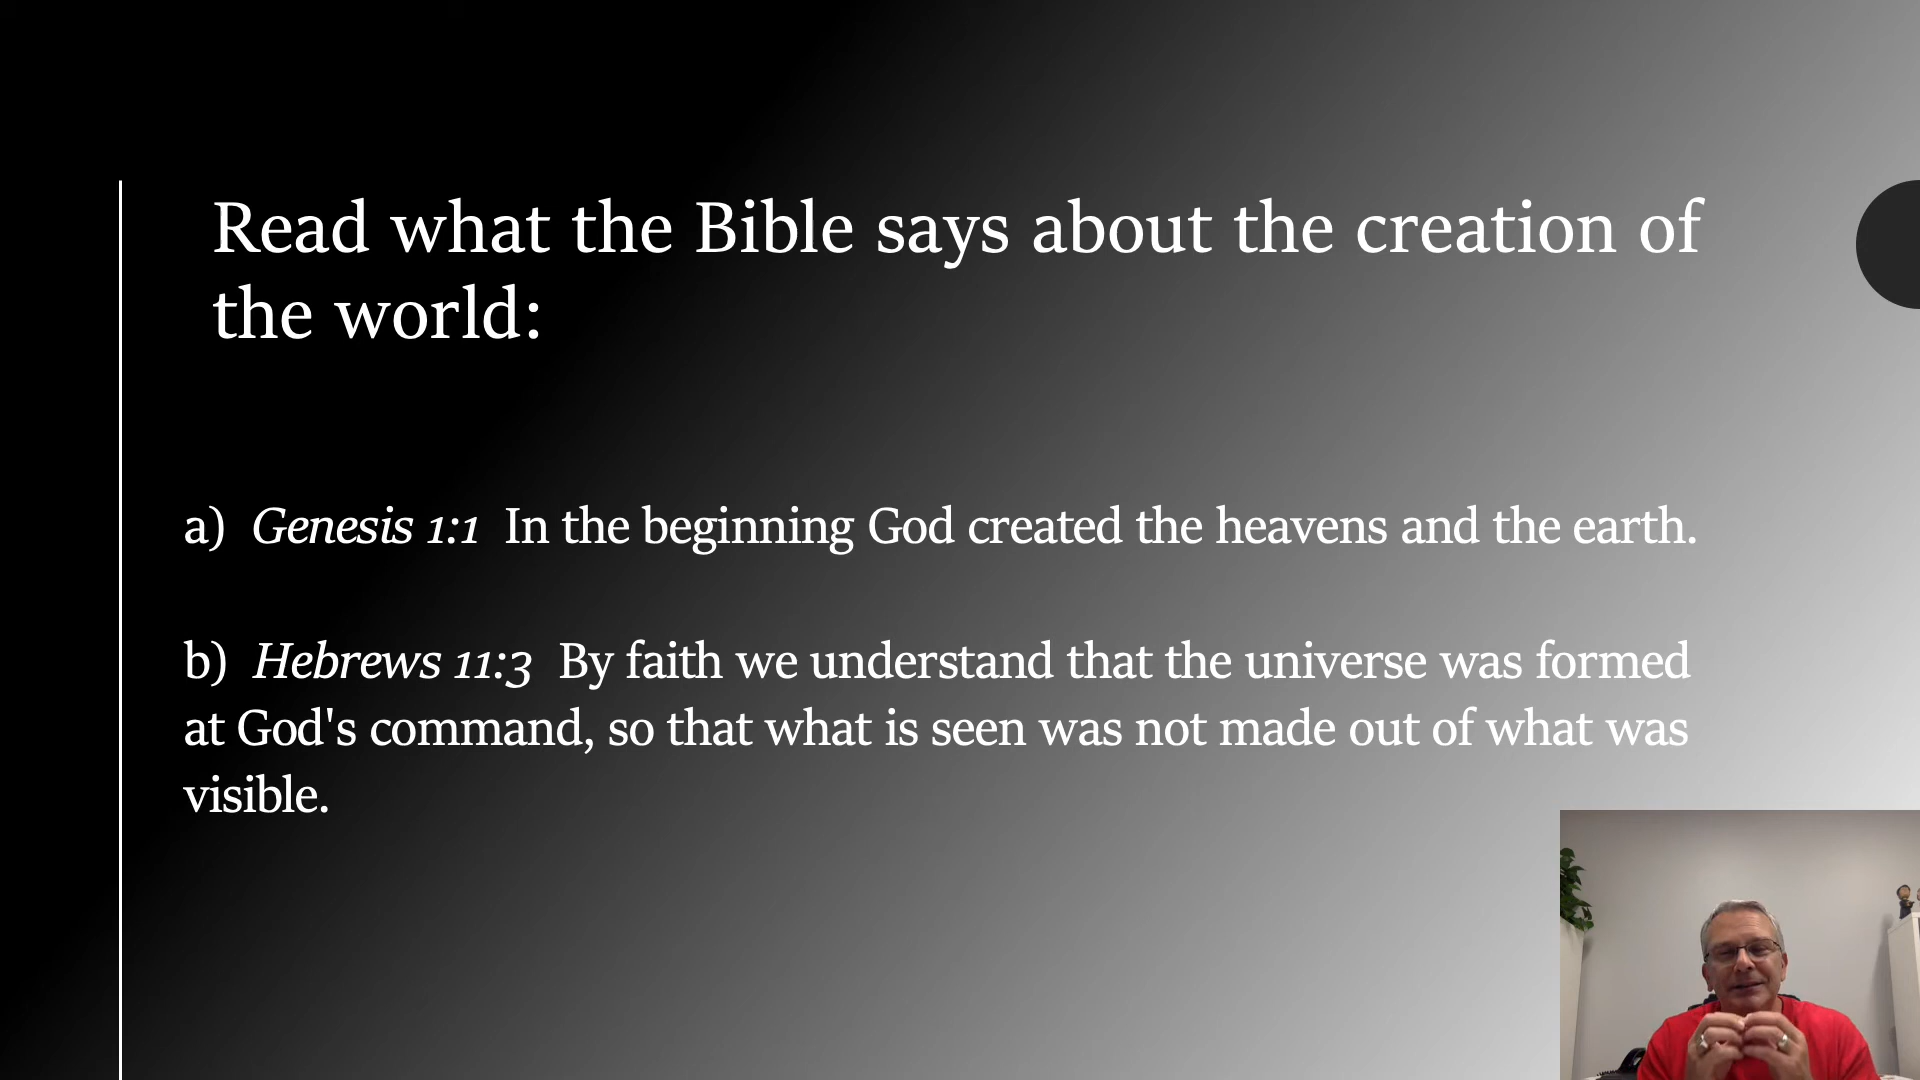 Read what the Bible says about the creation of
the world:
a) Genesis 1:1 In the beginning God created the heavens and the earth.
b) Hebrews 11:3 By faith we understand that the universe was formed
at God's command, so that what is seen was not made out of what was
visible.